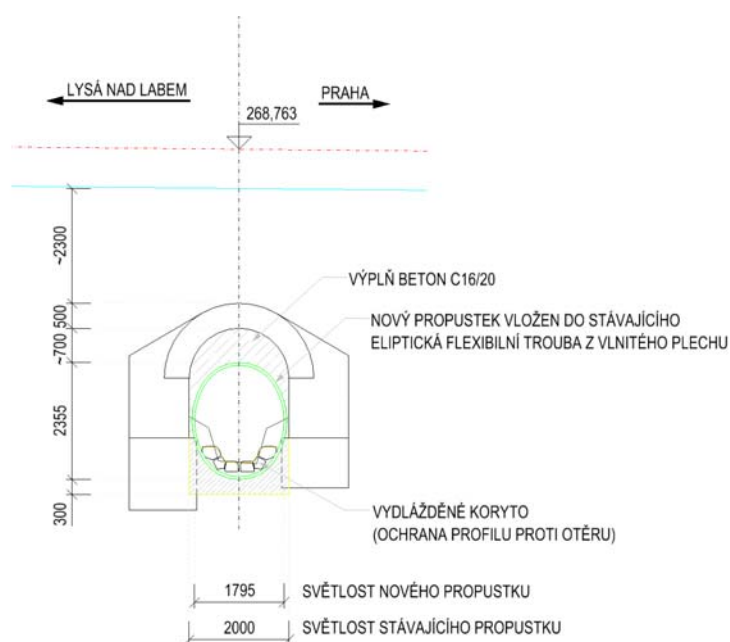 LYSÁ NAD LABEM
PRAHA
268,763
~2300
VÝPLŇ BETON C16/20
500
NOVÝ PROPUSTEK VLOŽEN DO STÁVAJÍCÍHO
ELIPTICKÁ FLEXIBILNÍ TROUBA Z VLNITÉHO PLECHU
~700
2355
300
VYDLÁŽDĚNÉ KORYTO
(OCHRANA PROFILU PROTI OTĚRU)
1795 SVĚTLOST NOVÉHO PROPUSTKU
2000 SVĚTLOST STÁVAJÍCÍHO PROPUSTKU